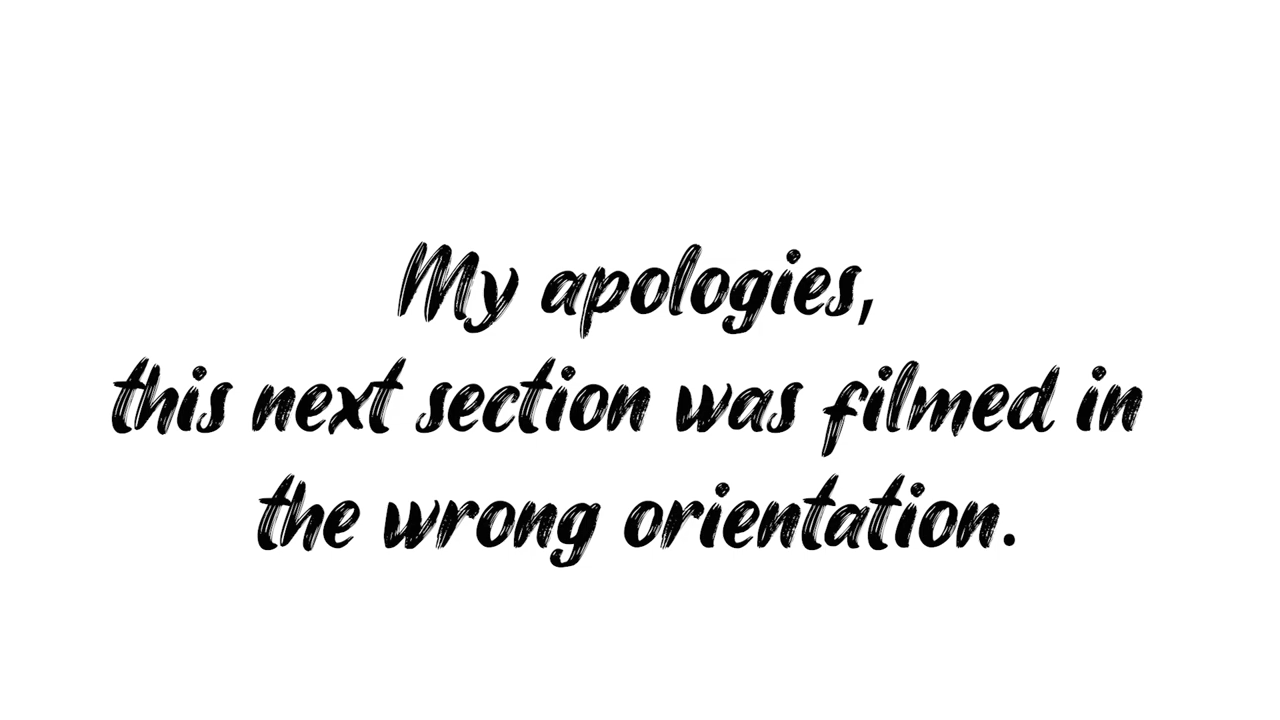 My apologies,
this next section was filmed in
the wrong orientation.